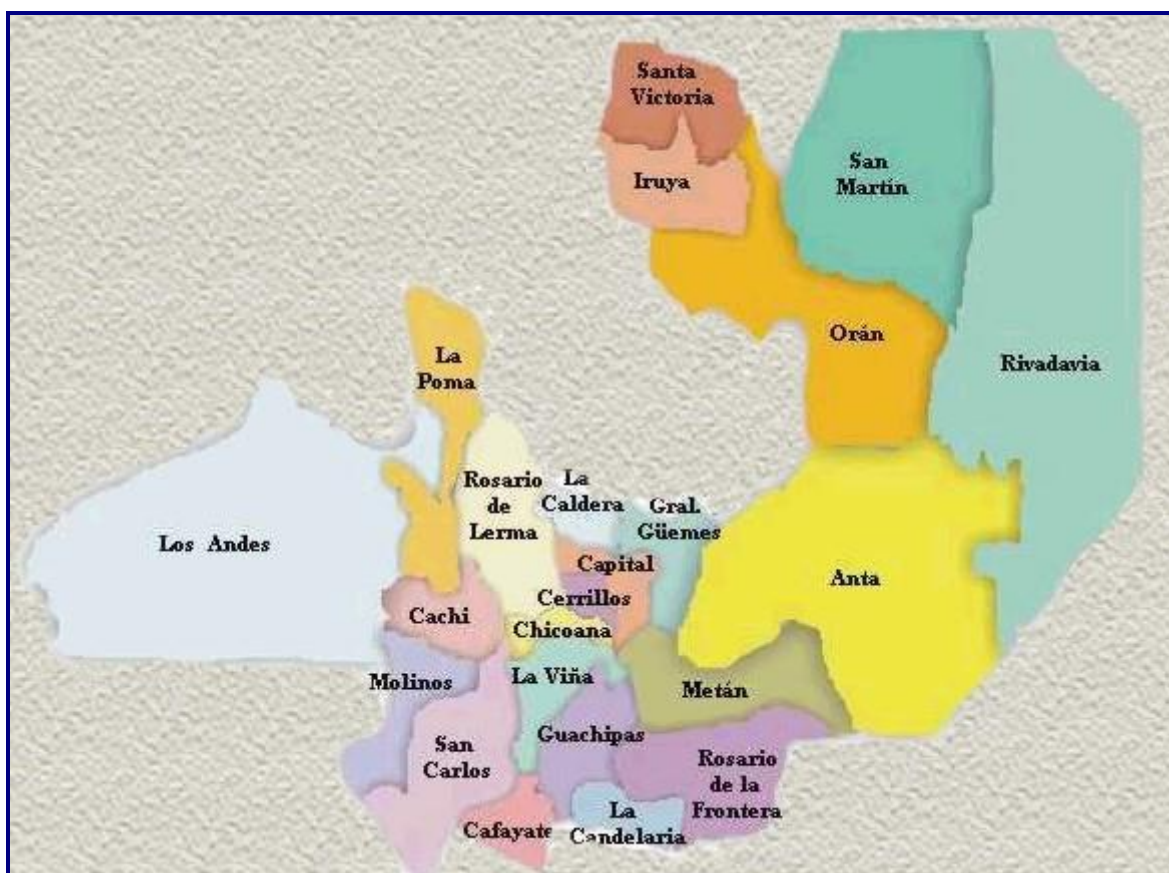 Santa
Victoria
Iruya
San
Martín
Orán
Rivadavia
La
Poma
Rosario
de
Lerma
La
Caldera
Gral.
Güemes
Los Andes
Capital
Anta
Cerrillos
Cachi
Chicoana
Molinos
La Viña
Metán
San
Carlos
Guachipas
Rosario
de la
Frontera
Cafayate
La
Candelaria